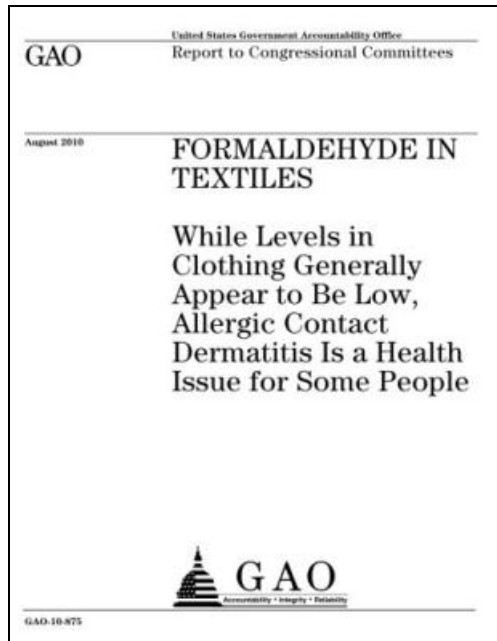 United States Government Accountability Office
GAO
Report to Congressional Committees
August 2010
FORMALDEHYDE IN
TEXTILES
While Levels in
Clothing Generally
Appear to Be Low,
Allergic Contact
Dermatitis Is a Health
Issue for Some People
GAO
Accountability * Integrity * Reliability
GAO-10-875